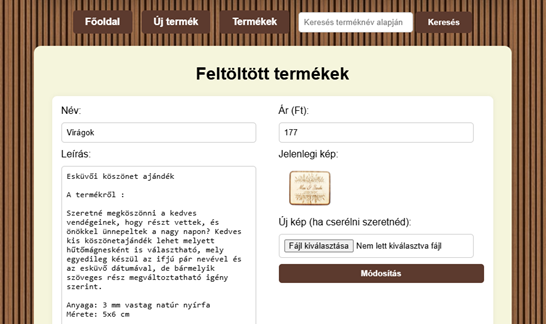 Főoldal
Új termék
Termékek
Keresés terméknév alapján
Keresés
Feltöltött termékek
Név:
Virágok
Leírás:
Esküvői köszönet ajándék
A termékről :
Szeretné megköszönni a kedves
vendégeinek, hogy részt vettek, és
önökkel ünnepeltek a nagy napon? Kedves
kis köszönetajándék lehet melyett
hűtőmágnesként is választható, mely
egyedileg készül az ifjú pár nevével és
az esküvő dátumával, de bármelyik
szöveges rész megváltoztatható igény
szerint.
Anyaga: 3 mm vastag natúr nyírfa
Mérete: 5x6 cm
Ár (Ft):
177
Jelenlegi kép:
Új kép (ha cserélni szeretnéd):
Fájl kiválasztása Nem lett kiválasztva fájl
Módosítás